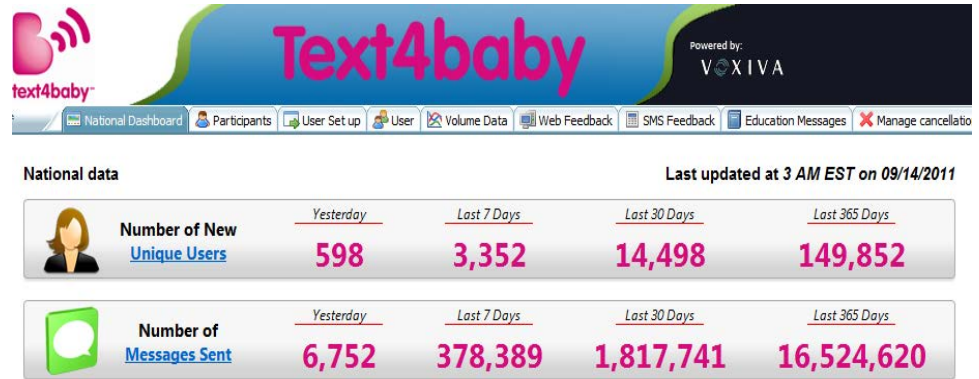 Text4baby
Powered by:
VOXIVA
text4baby
National Dashboard Participants User Set up User Volume Data Web Feedback SMS Feedback Education Messages Manage cancellatio
National data
Last updated at 3 AM EST on 09/14/2011
Number of New
Unique Users
Yesterday Last 7 Days Last 30 Days Last 365 Days
598 3,352 14,498 149,852
Number of
Messages Sent
Yesterday Last 7 Days Last 30 Days Last 365 Days
6,752 378,389 1,817,741 16,524,620